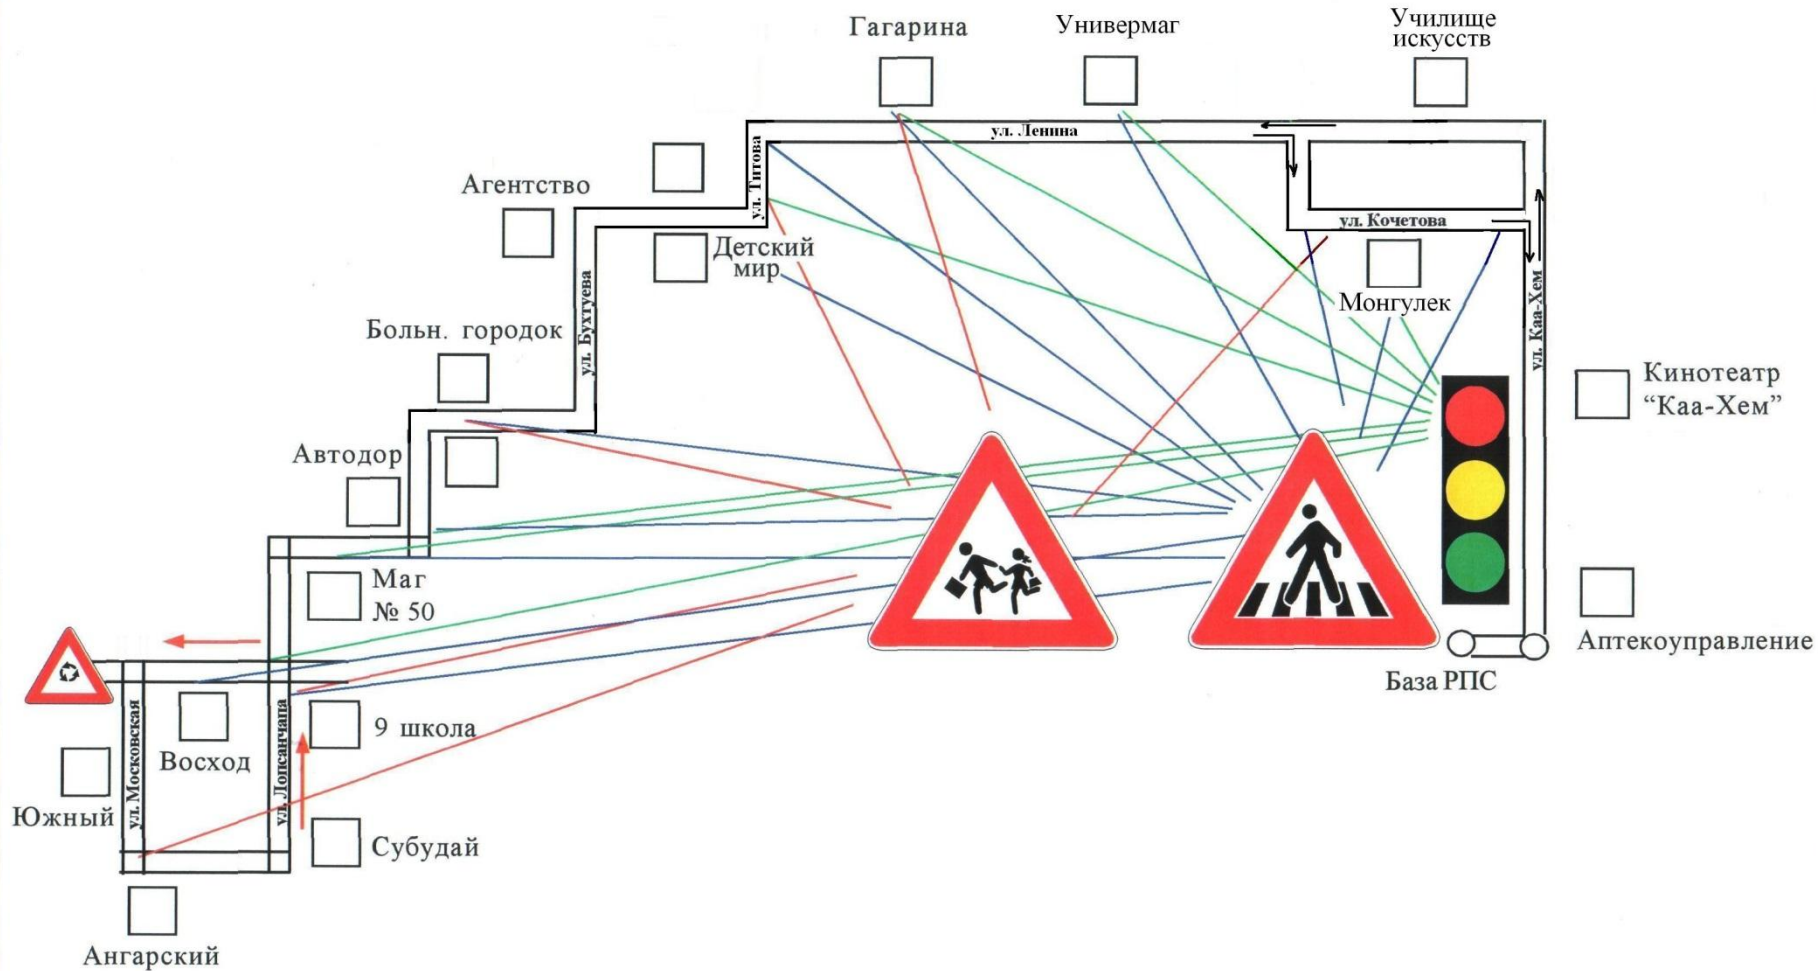 Гагарина
Универмаг
Училище
искусств
ул. Ленина
ул. Титова
Агентство
ул. Кочетова
Детский
мир
Монгулек
ул. Каа-Хем
ул. Бухтуева
Больн. городок
Кинотеатр
“Каа-Хем”
Автодор
Маг
№ 50
Аптекоуправление
База РПС
9 школа
ул. Московская
ул. Лопсанчапа
Восход
Южный
Субудай
Ангарский